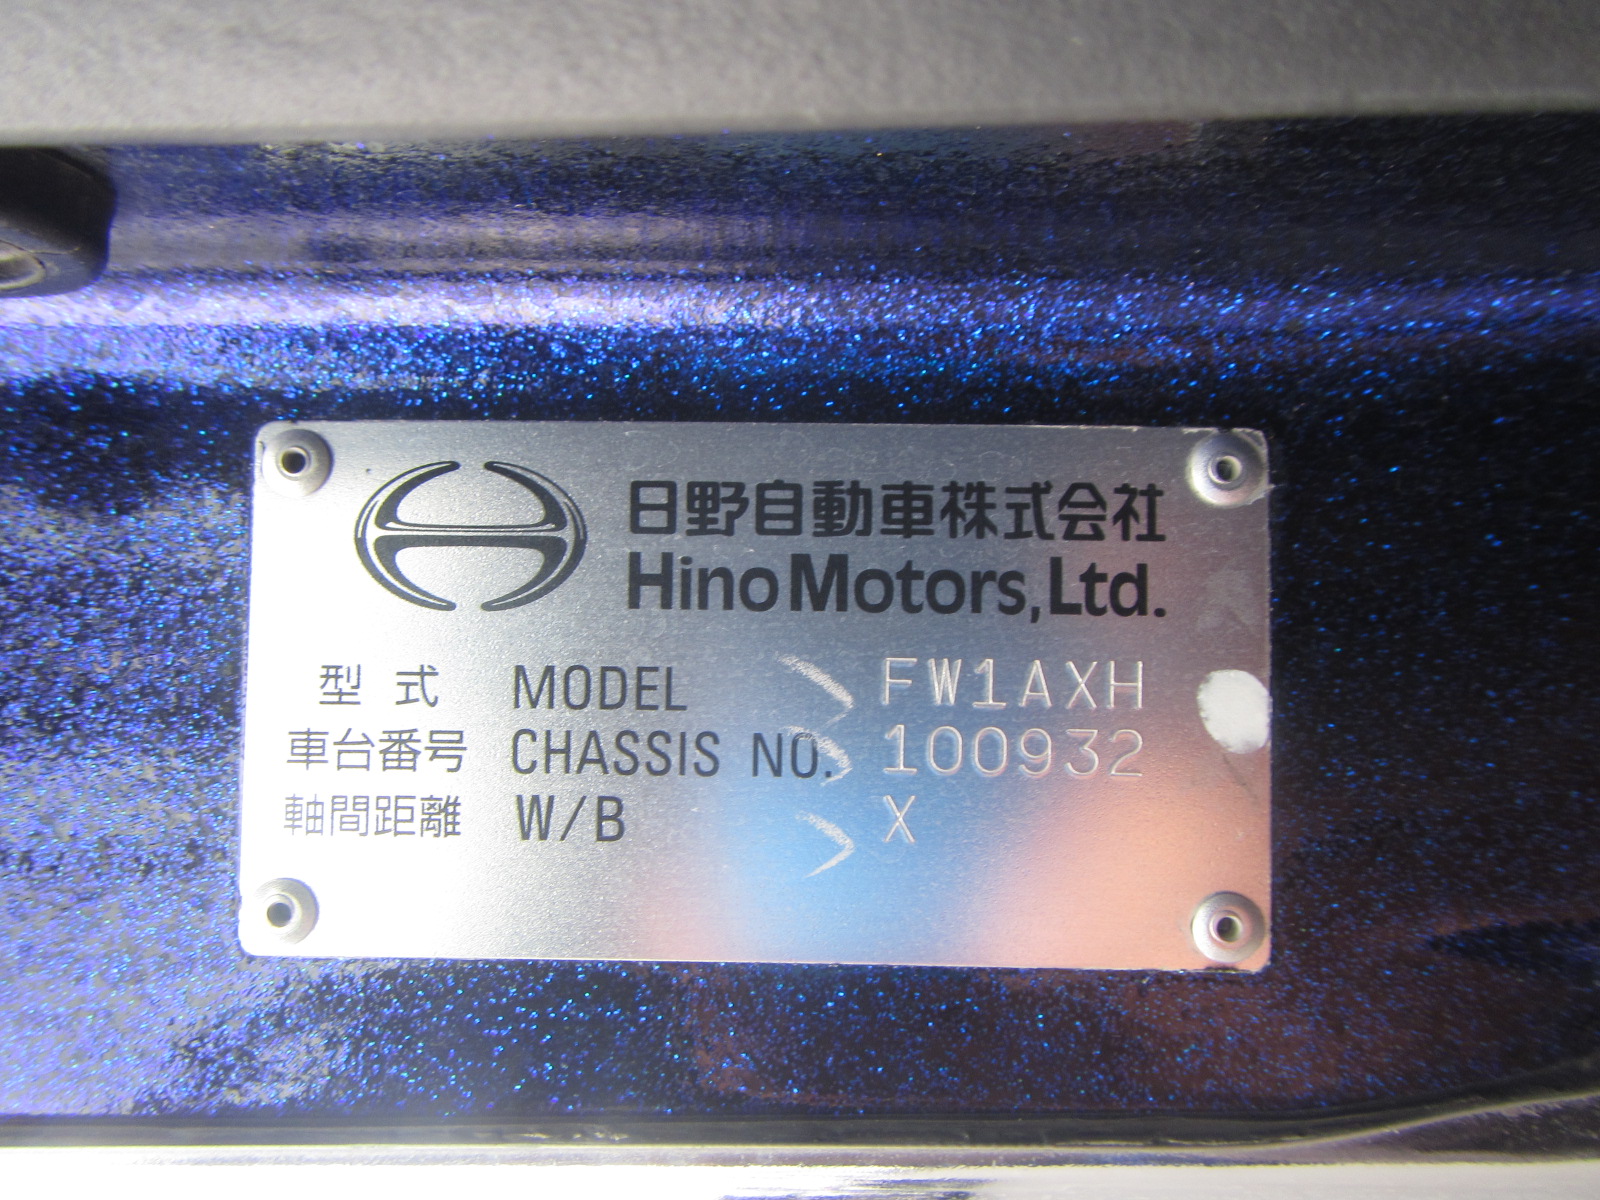 日野自動車株式会社
Hino Motors, Ltd.
型式 MODEL FW1AXH
車台番号 CHASSIS NO. 100932
軸間距離 W/B X